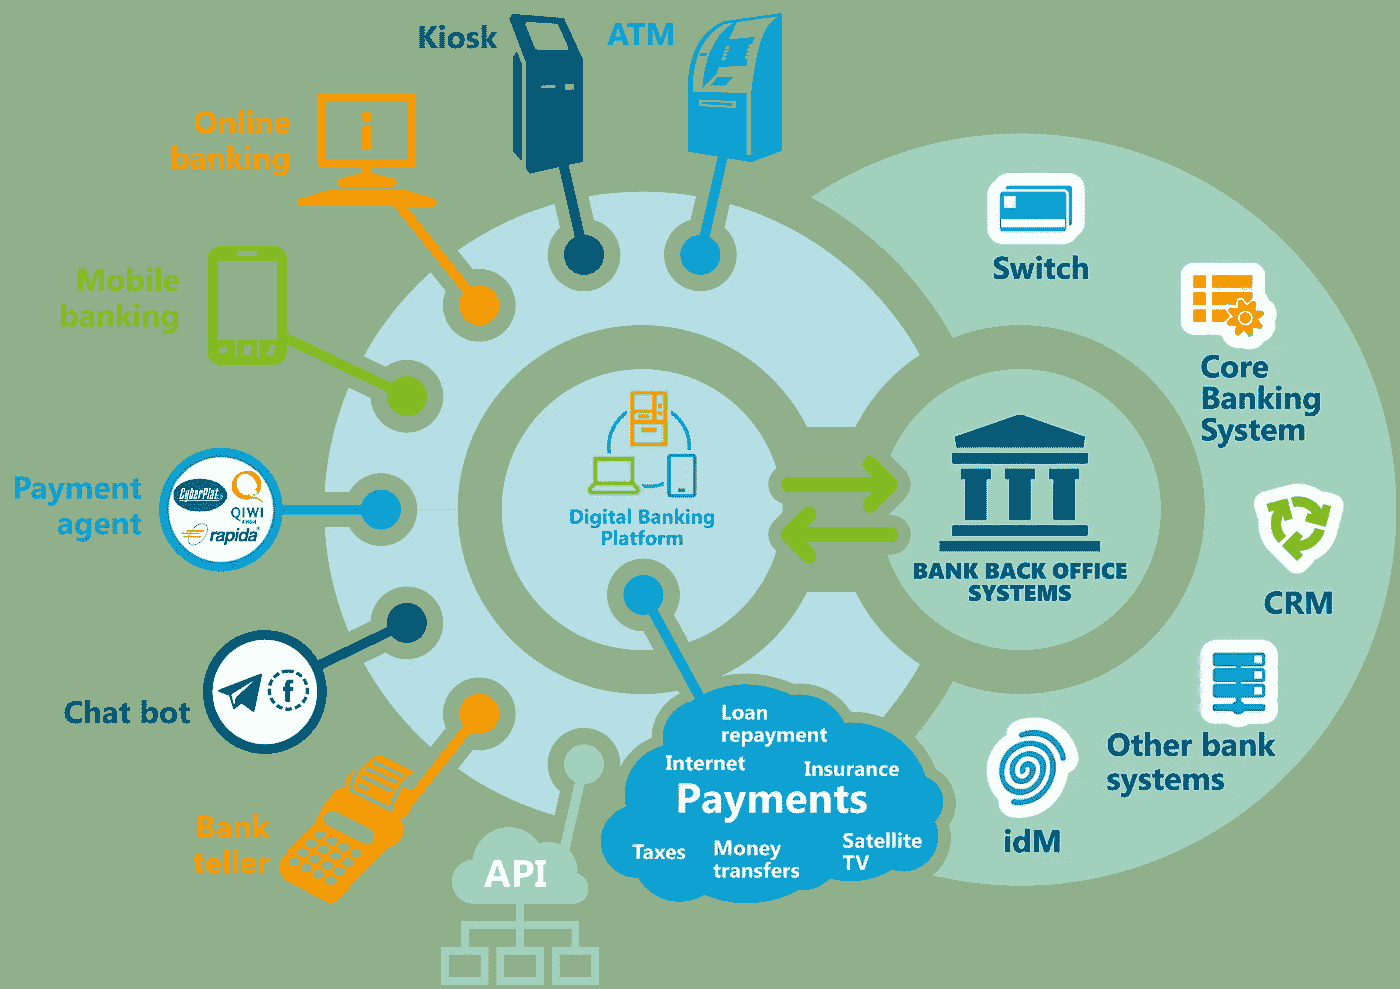 Kiosk
ATM
Online
banking
Mobile
banking
Payment
agent
CyberPlat
QIWI
rapida
Chat bot
Bank
teller
API
Digital Banking
Platform
Loan
repayment
Internet
Insurance
Payments
Taxes
Money
transfers
Satellite
TV
BANK BACK OFFICE
SYSTEMS
Switch
Core
Banking
System
CRM
Other bank
systems
idM